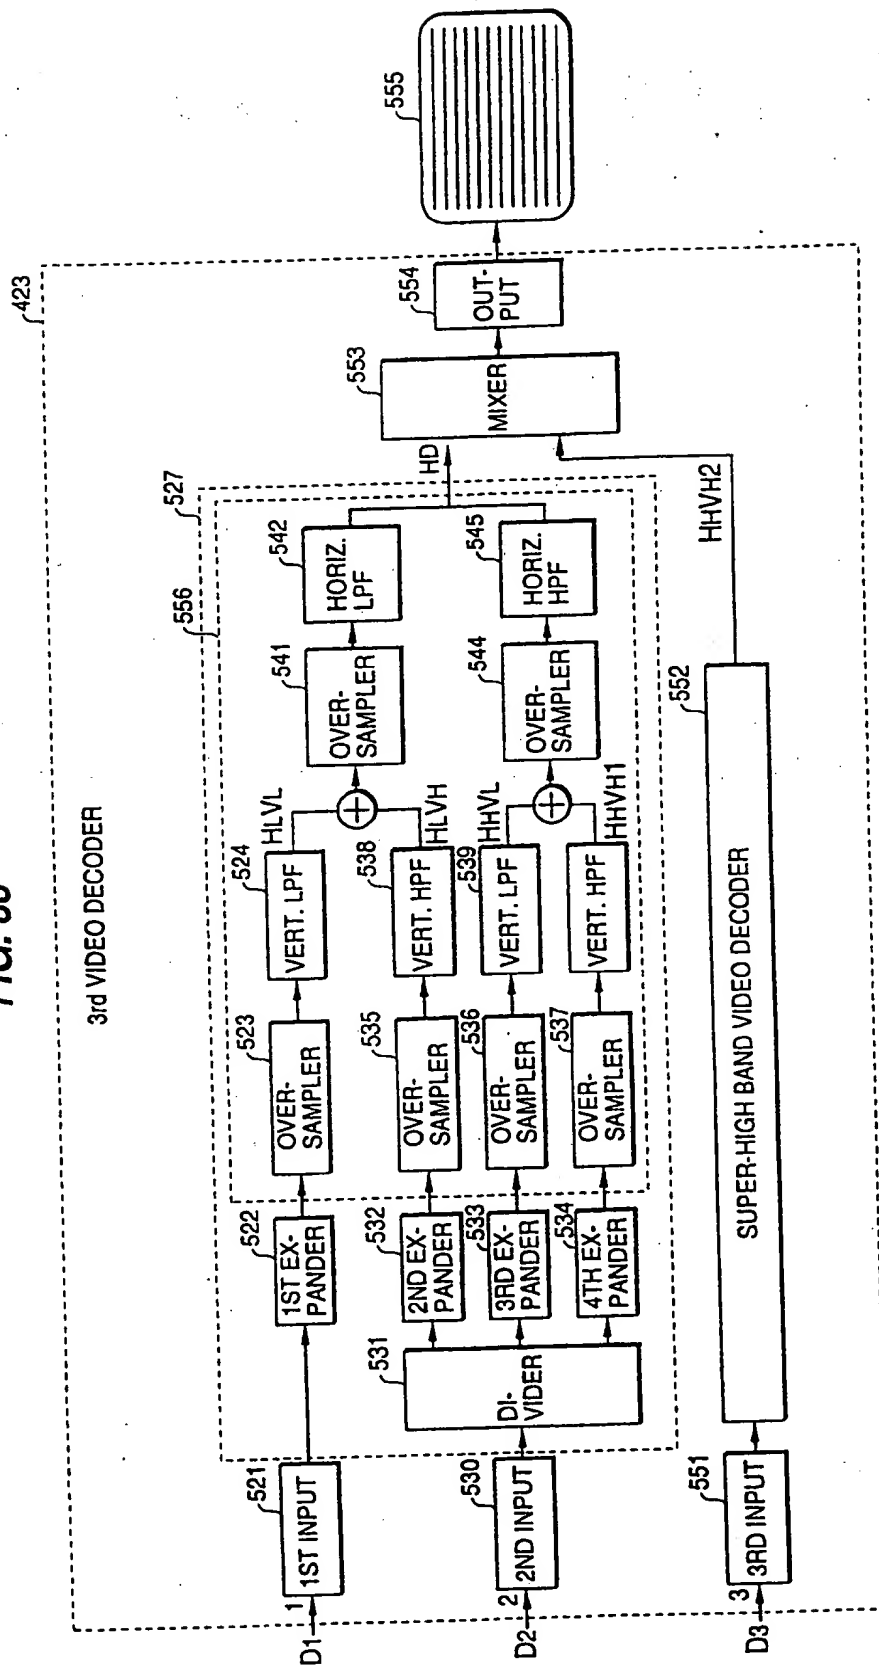 3rd VIDEO DECODER
423
D1
1
521
1ST INPUT
522
1ST EX-
PANDER
523
OVER-
SAMPLER
524
VERT. LPF
HLVL
541
OVER-
SAMPLER
542
HORIZ.
LPF
556
527
D2
2
530
2ND INPUT
531
DI-
VIDER
532
2ND EX-
PANDER
535
OVER-
SAMPLER
538
VERT. HPF
HLVH
533
3RD EX-
PANDER
536
OVER-
SAMPLER
539
VERT. LPF
HHVL
544
OVER-
SAMPLER
545
HORIZ.
HPF
534
4TH EX-
PANDER
537
OVER-
SAMPLER
VERT. HPF
HHVH1
HD
553
MIXER
554
OUT-
PUT
555
D3
3
551
3RD INPUT
552
SUPER-HIGH BAND VIDEO DECODER
HHVH2